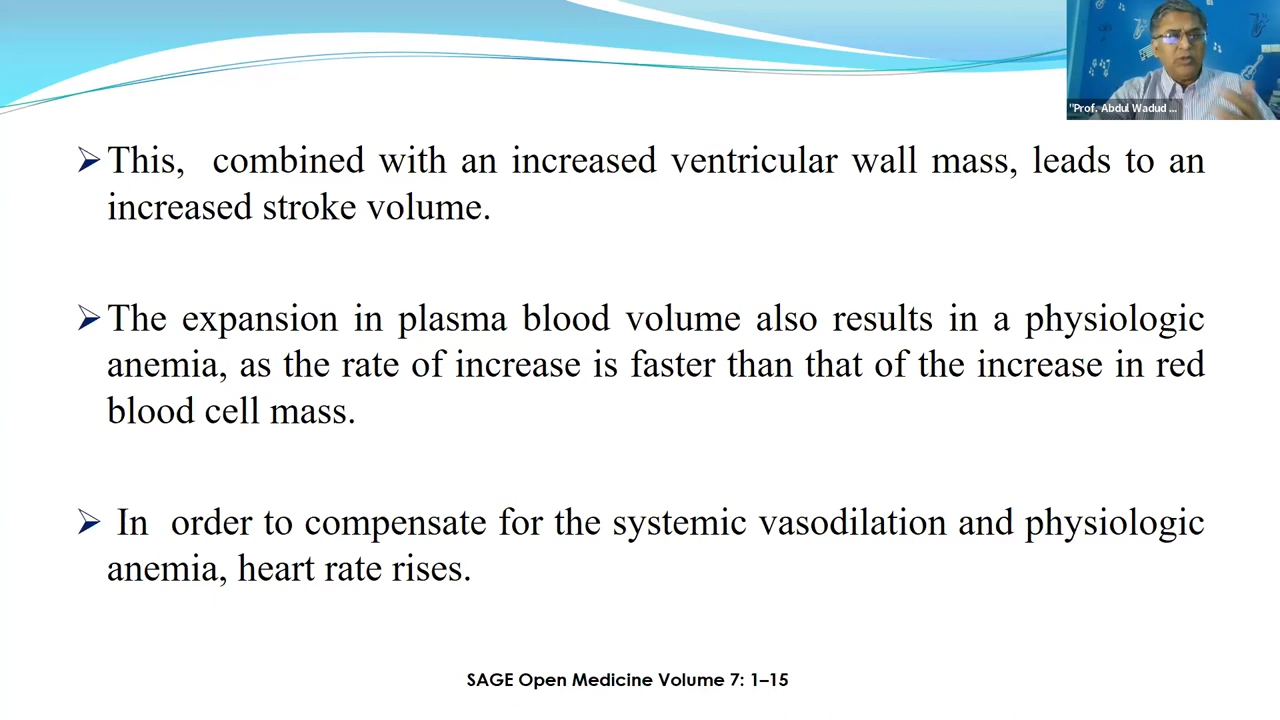 "Prof. Abdul Wadud ...
➢ This, combined with an increased ventricular wall mass, leads to an
increased stroke volume.
➢ The expansion in plasma blood volume also results in a physiologic
anemia, as the rate of increase is faster than that of the increase in red
blood cell mass.
➢ In order to compensate for the systemic vasodilation and physiologic
anemia, heart rate rises.
SAGE Open Medicine Volume 7: 1–15